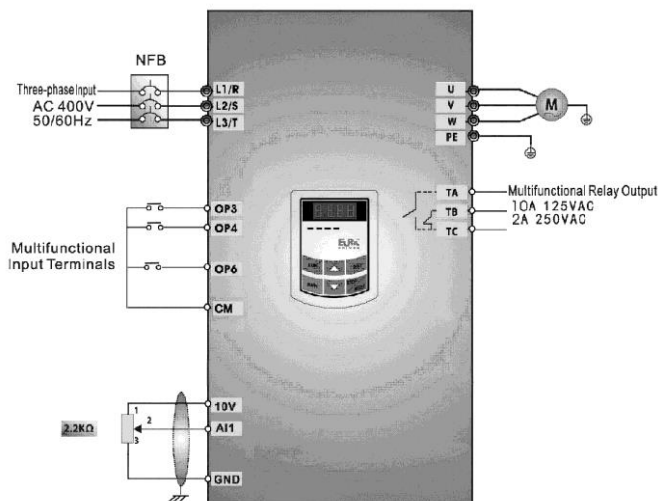 NFB
Three-phase Input
AC 400V
50/60Hz
L1/R
L2/S
L3/T
U
V
W
PE
M
TA
TB
TC
Multifunctional Relay Output
10A 125VAC
2A 250VAC
OP3
OP4
OP6
CM
Multifunctional
Input Terminals
10V
AI1
GND
2.2KΩ
1
2
3